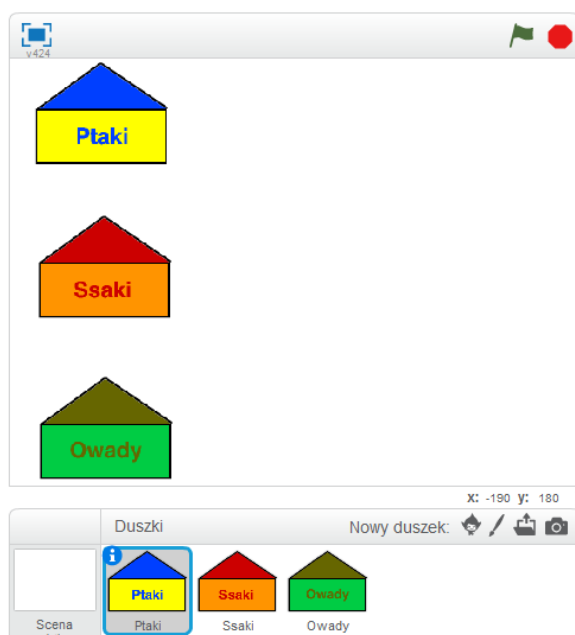 v424
Ptaki
Ssaki
Owady
x: -190 y: 180
Duszki Nowy duszek:
Ptaki Ssaki Owady
Scena Ptaki Ssaki Owady